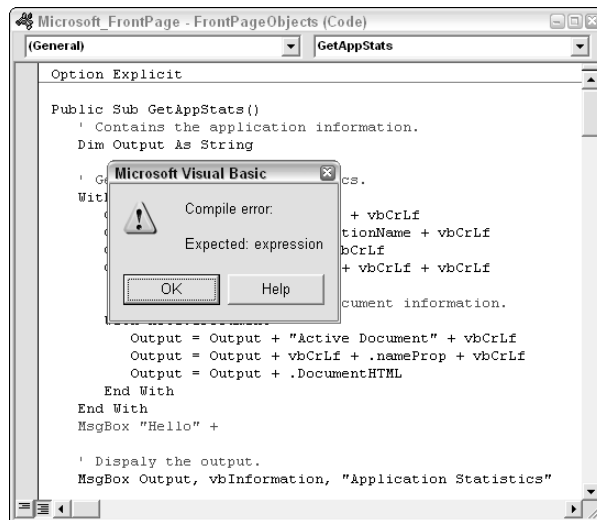 Microsoft_FrontPage - FrontPageObjects (Code)
(General) GetAppStats
Option Explicit
Public Sub GetAppStats()
' Contains the application information.
Dim Output As String
' Ge cs.
Wit
+ vbCrLf
tionName + vbCrLf
bCrLf
+ vbCrLf + vbCrLf
cument information.
Output = Output + "Active Document" + vbCrLf
Output = Output + vbCrLf + .nameProp + vbCrLf
Output = Output + .DocumentHTML
End With
End With
MsgBox "Hello" +
' Dispaly the output.
MsgBox Output, vbInformation, "Application Statistics"
Microsoft Visual Basic
Compile error:
Expected: expression
OK Help